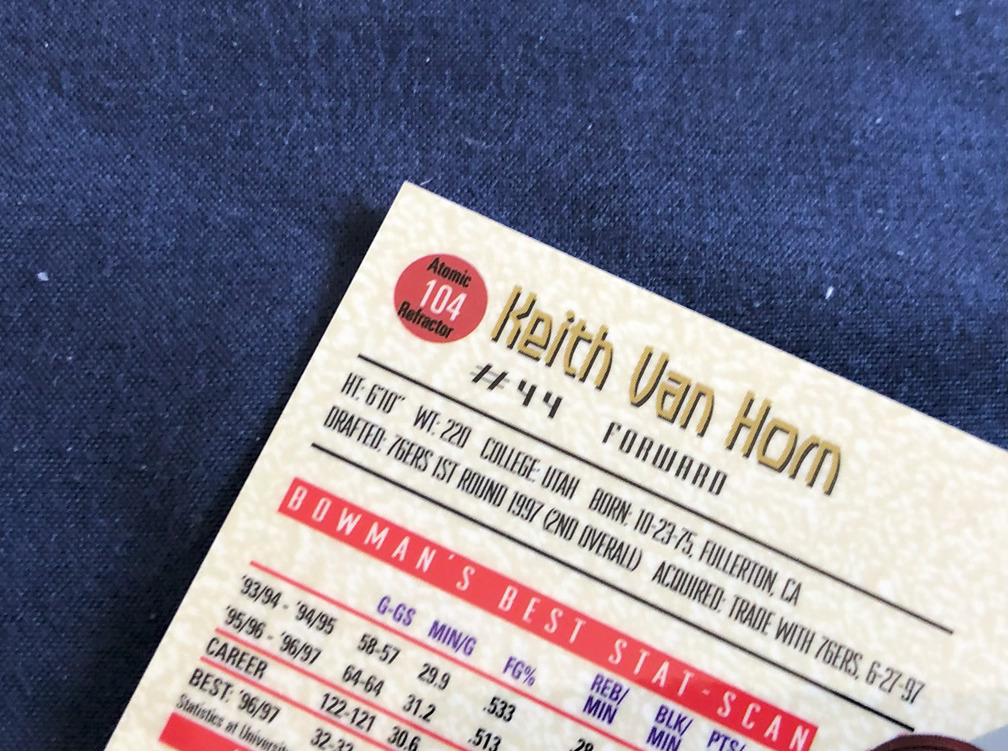 Atomic
104
Refractor
Keith Van Horn
#44 FORWARD
HT: 6'10" WT: 220 COLLEGE: UTAH BORN: 10-23-75, FULLERTON, CA
DRAFTED: 76ERS 1ST ROUND 1997 (2ND OVERALL) ACQUIRED: TRADE WITH 76ERS, 6-27-97
BOWMAN'S BEST STAT-SCAN
G-GS MIN/G FG% REB/MIN BLK/MIN PTS/
'93/94 - '94/95 58-57 29.9 .533
'95/96 - '96/97 64-64 31.2 .513
CAREER 122-121 30.6
BEST: '96/97 32-32
Statistics at University